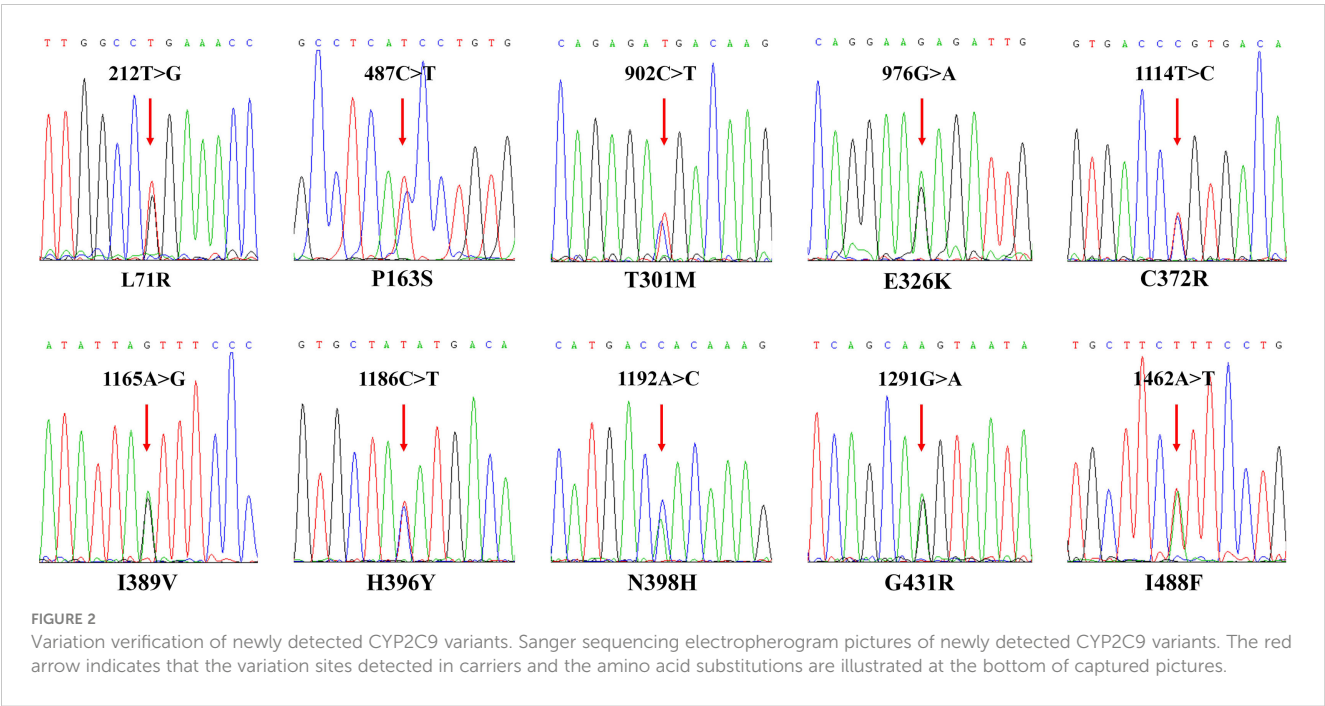 T T G G C C T G A A A C C
G C C T C A T C C T G T G
C A G A G A T G A C A A G
C A G G A A G A G A T T G
G T G A C C C G T G A C A
212T>G
487C>T
902C>T
976G>A
1114T>C
L71R
P163S
T301M
E326K
C372R
A T A T T A G T T T C C C
G T G C T A T A T G A C A
C A T G A C C A C A A A G
T C A G C A A G T A A T A
T G C T T C T T T C C T G
1165A>G
1186C>T
1192A>C
1291G>A
1462A>T
I389V
H396Y
N398H
G431R
I488F
FIGURE 2
Variation verification of newly detected CYP2C9 variants. Sanger sequencing electropherogram pictures of newly detected CYP2C9 variants. The red
arrow indicates that the variation sites detected in carriers and the amino acid substitutions are illustrated at the bottom of captured pictures.